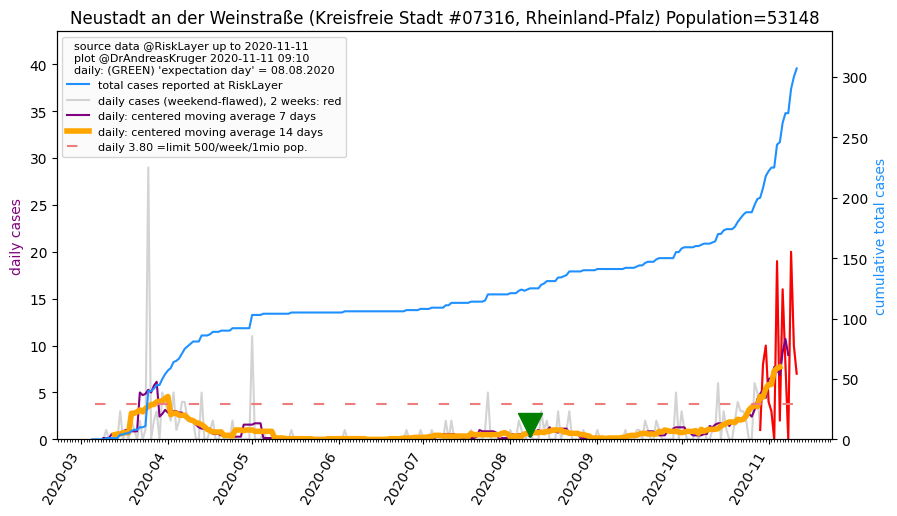 Neustadt an der Weinstraße (Kreisfreie Stadt #07316, Rheinland-Pfalz) Population=53148
source data @RiskLayer up to 2020-11-11
plot @DrAndreasKruger 2020-11-11 09:10
daily: (GREEN) 'expectation day' = 08.08.2020
total cases reported at RiskLayer
daily cases (weekend-flawed), 2 weeks: red
daily: centered moving average 7 days
daily: centered moving average 14 days
daily 3.80 =limit 500/week/1mio pop.
daily cases
40
35
30
25
20
15
10
5
0
cumulative total cases
300
250
200
150
100
50
0
2020-03
2020-04
2020-05
2020-06
2020-07
2020-08
2020-09
2020-10
2020-11